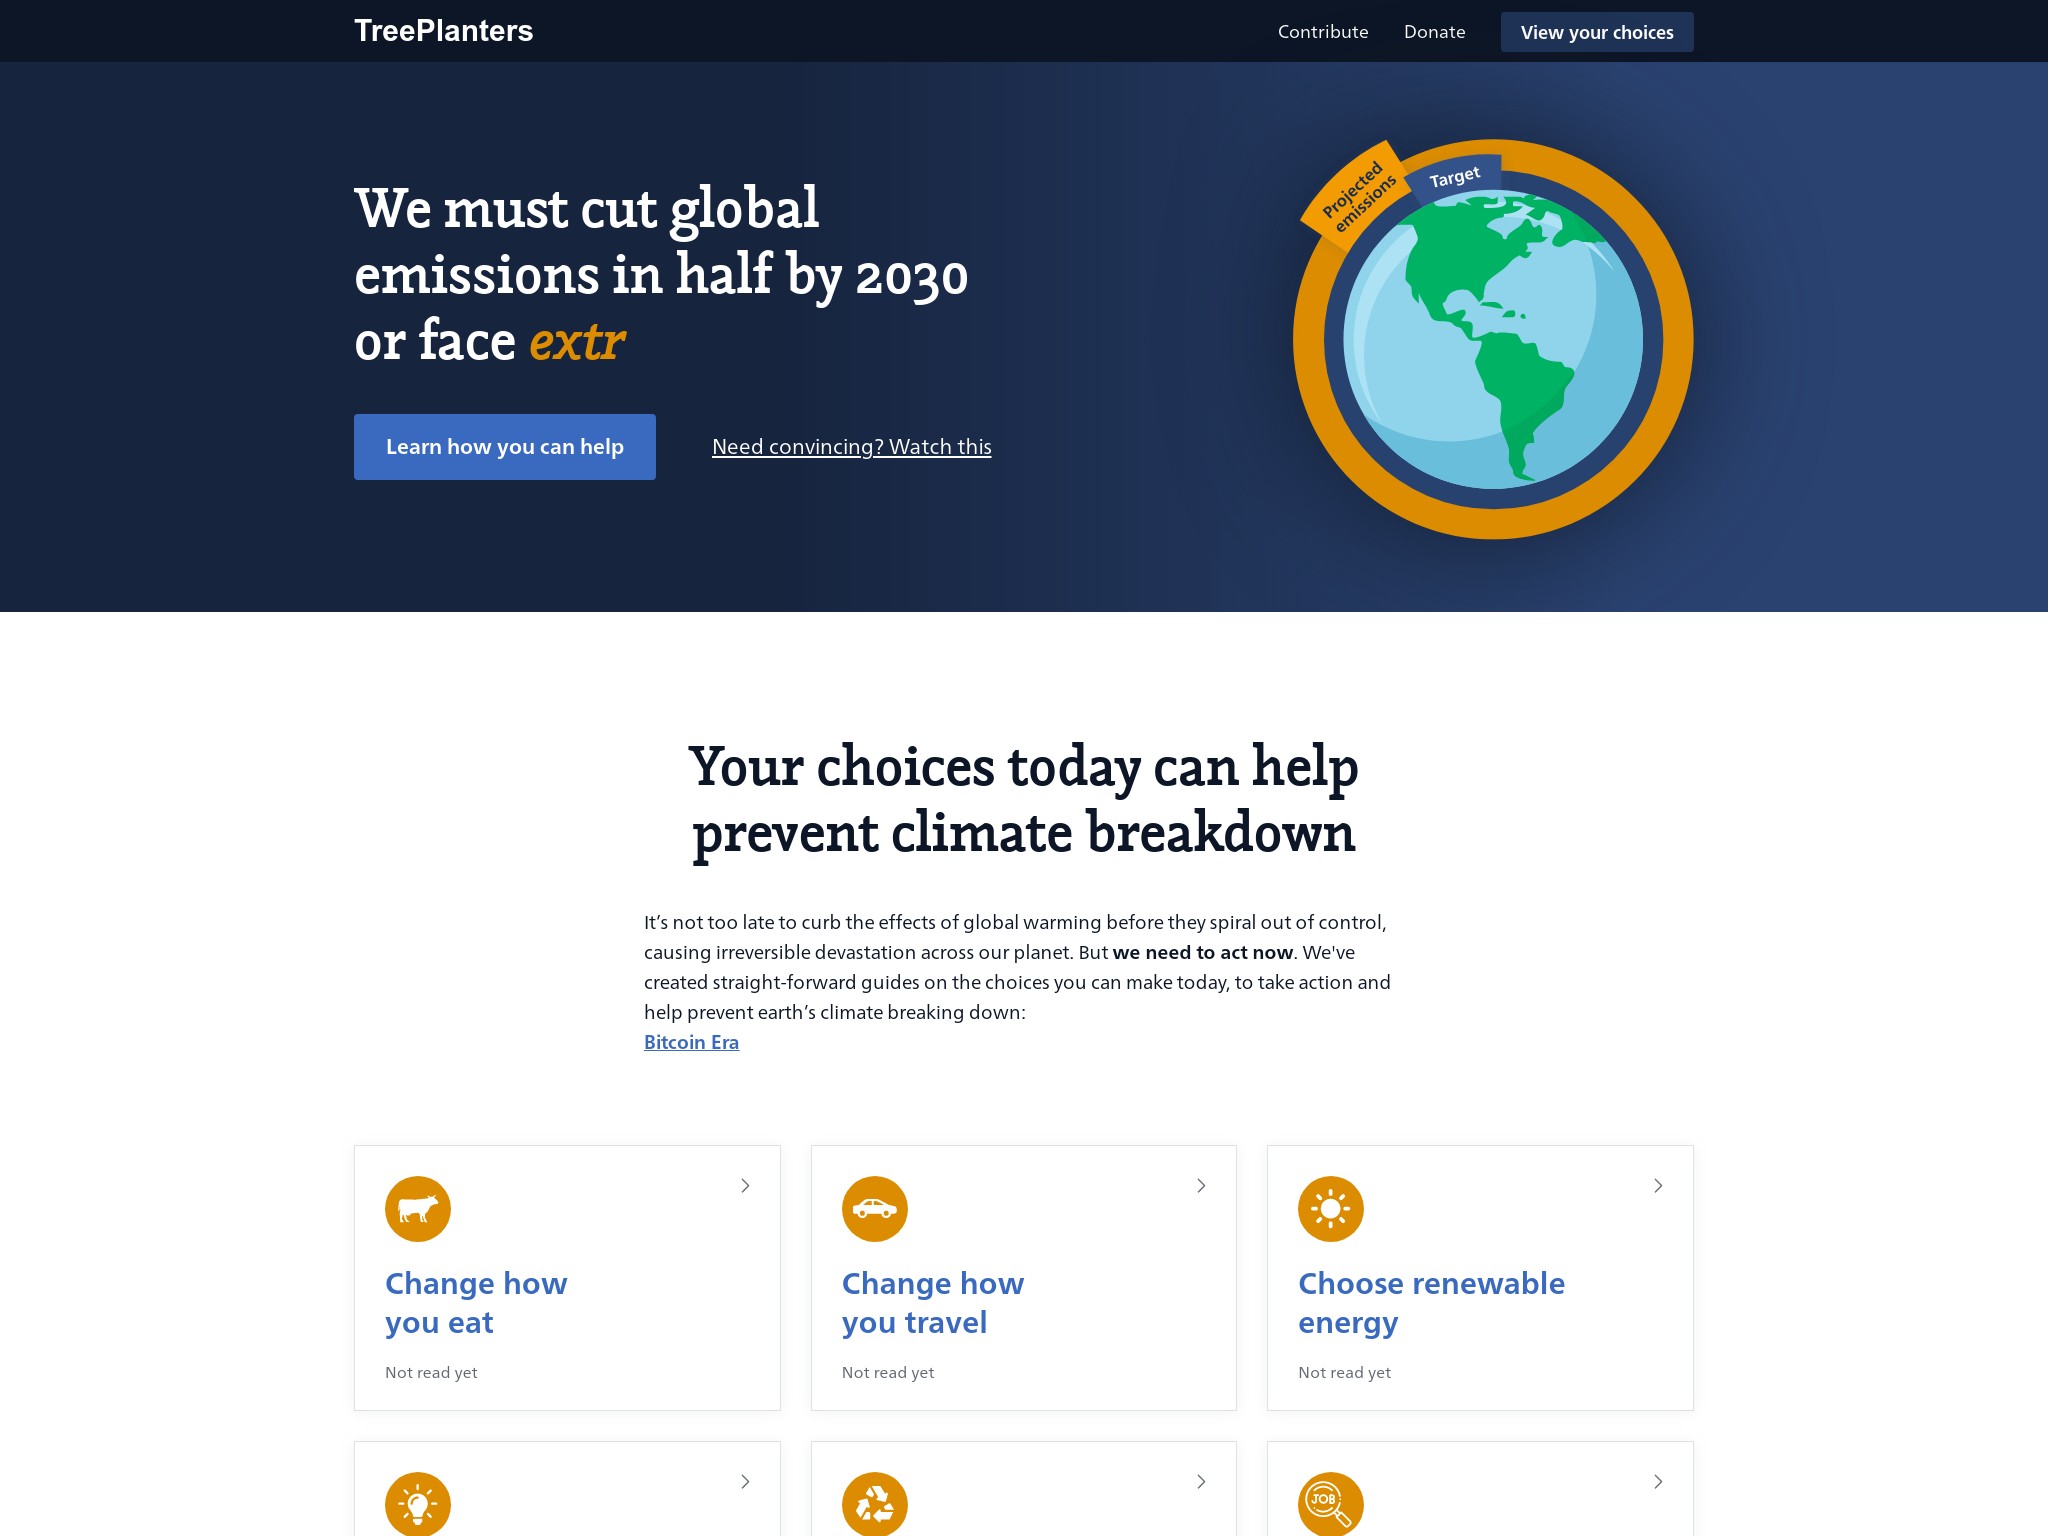 TreePlanters
Contribute
Donate
View your choices
We must cut global
emissions in half by 2030
or face extr
Learn how you can help
Need convincing? Watch this
Projected
emissions
Target
Your choices today can help
prevent climate breakdown
It’s not too late to curb the effects of global warming before they spiral out of control,
causing irreversible devastation across our planet. But we need to act now. We've
created straight-forward guides on the choices you can make today, to take action and
help prevent earth’s climate breaking down:
Bitcoin Era
Change how
you eat
Not read yet
Change how
you travel
Not read yet
Choose renewable
energy
Not read yet
JOB